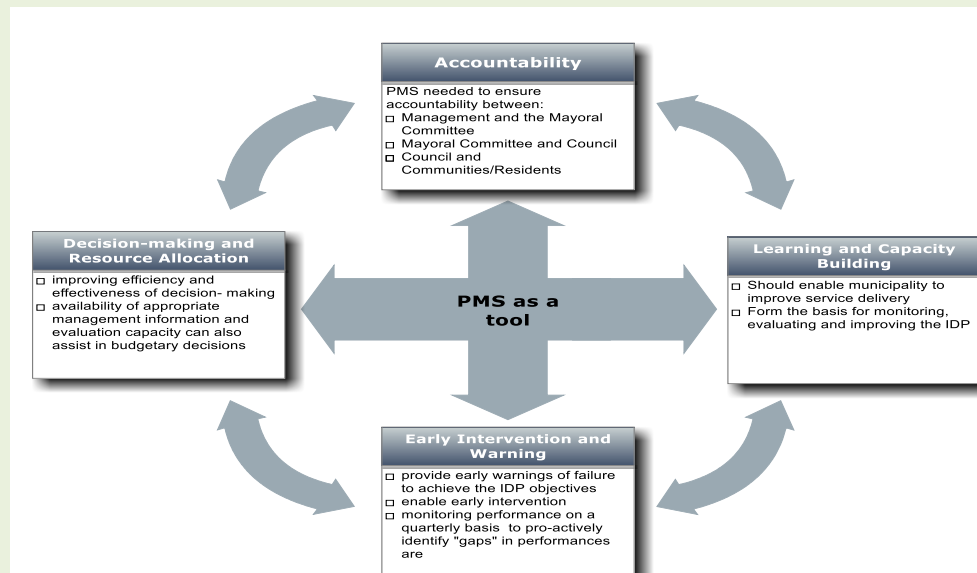 Accountability
PMS needed to ensure
accountability between:
Management and the Mayoral
Committee
Mayoral Committee and Council
Council and
Communities/Residents
Decision-making and
Resource Allocation
improving efficiency and
effectiveness of decision- making
availability of appropriate
management information and
evaluation capacity can also
assist in budgetary decisions
PMS as a
tool
Learning and Capacity
Building
Should enable municipality to
improve service delivery
Form the basis for monitoring,
evaluating and improving the IDP
Early Intervention and
Warning
provide early warnings of failure
to achieve the IDP objectives
enable early intervention
monitoring performance on a
quarterly basis to pro-actively
identify "gaps" in performances
are